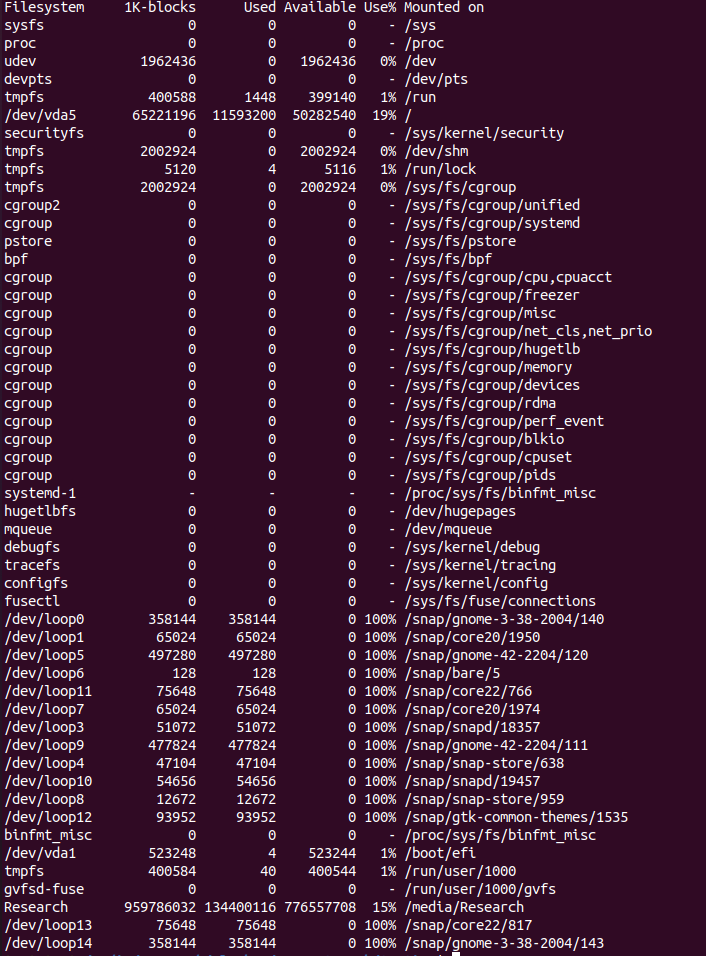 Filesystem     1K-blocks      Used Available Use% Mounted on
sysfs                  0         0         0    - /sys
proc                   0         0         0    - /proc
udev             1962436         0   1962436   0% /dev
devpts                 0         0         0    - /dev/pts
tmpfs             400588      1448    399140   1% /run
/dev/vda5       65221196  11593200  50282540  19% /
securityfs             0         0         0    - /sys/kernel/security
tmpfs            2002924         0   2002924   0% /dev/shm
tmpfs               5120         4      5116   1% /run/lock
tmpfs            2002924         0   2002924   0% /sys/fs/cgroup
cgroup2                0         0         0    - /sys/fs/cgroup/unified
cgroup                 0         0         0    - /sys/fs/cgroup/systemd
pstore                 0         0         0    - /sys/fs/pstore
bpf                    0         0         0    - /sys/fs/bpf
cgroup                 0         0         0    - /sys/fs/cgroup/cpu,cpuacct
cgroup                 0         0         0    - /sys/fs/cgroup/freezer
cgroup                 0         0         0    - /sys/fs/cgroup/misc
cgroup                 0         0         0    - /sys/fs/cgroup/net_cls,net_prio
cgroup                 0         0         0    - /sys/fs/cgroup/hugetlb
cgroup                 0         0         0    - /sys/fs/cgroup/memory
cgroup                 0         0         0    - /sys/fs/cgroup/devices
cgroup                 0         0         0    - /sys/fs/cgroup/rdma
cgroup                 0         0         0    - /sys/fs/cgroup/perf_event
cgroup                 0         0         0    - /sys/fs/cgroup/blkio
cgroup                 0         0         0    - /sys/fs/cgroup/cpuset
cgroup                 0         0         0    - /sys/fs/cgroup/pids
systemd-1              -         -         -    - /proc/sys/fs/binfmt_misc
hugetlbfs              0         0         0    - /dev/hugepages
mqueue                 0         0         0    - /dev/mqueue
debugfs                0         0         0    - /sys/kernel/debug
tracefs                0         0         0    - /sys/kernel/tracing
configfs               0         0         0    - /sys/kernel/config
fusectl                0         0         0    - /sys/fs/fuse/connections
/dev/loop0        358144    358144         0 100% /snap/gnome-3-38-2004/140
/dev/loop1         65024     65024         0 100% /snap/core20/1950
/dev/loop5        497280    497280         0 100% /snap/gnome-42-2204/120
/dev/loop6           128       128         0 100% /snap/bare/5
/dev/loop11        75648     75648         0 100% /snap/core22/766
/dev/loop7         65024     65024         0 100% /snap/core20/1974
/dev/loop3         51072     51072         0 100% /snap/snapd/18357
/dev/loop9        477824    477824         0 100% /snap/gnome-42-2204/111
/dev/loop4         47104     47104         0 100% /snap/snap-store/638
/dev/loop10        54656     54656         0 100% /snap/snapd/19457
/dev/loop8         12672     12672         0 100% /snap/snap-store/959
/dev/loop12        93952     93952         0 100% /snap/gtk-common-themes/1535
binfmt_misc            0         0         0    - /proc/sys/fs/binfmt_misc
/dev/vda1         523248         4    523244   1% /boot/efi
tmpfs             400584        40    400544   1% /run/user/1000
gvfsd-fuse             0         0         0    - /run/user/1000/gvfs
Research       959786032 134400116 776557708  15% /media/Research
/dev/loop13        75648     75648         0 100% /snap/core22/817
/dev/loop14       358144    358144         0 100% /snap/gnome-3-38-2004/143